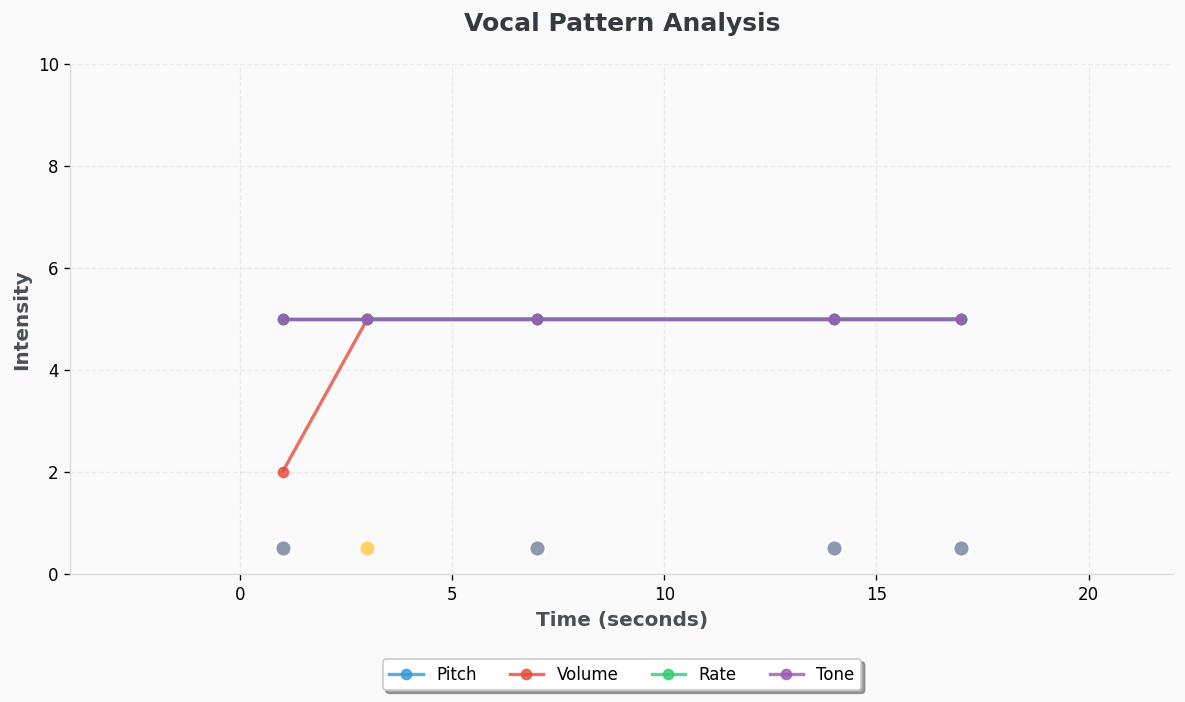 Vocal Pattern Analysis
10
8
6
4
2
0
Intensity
0 5 10 15 20
Time (seconds)
Pitch Volume Rate Tone